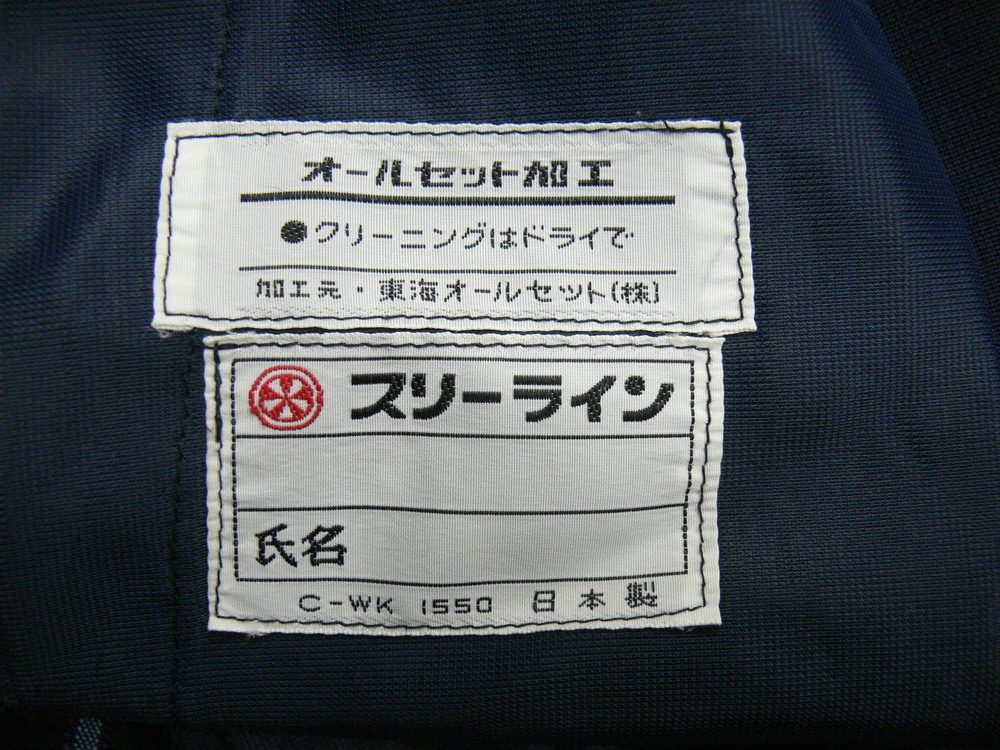 オールセット加工
●クリーニングはドライで
加工元・東海オールセット(株)
スリーライン
氏名
C-WK 1550 日本製